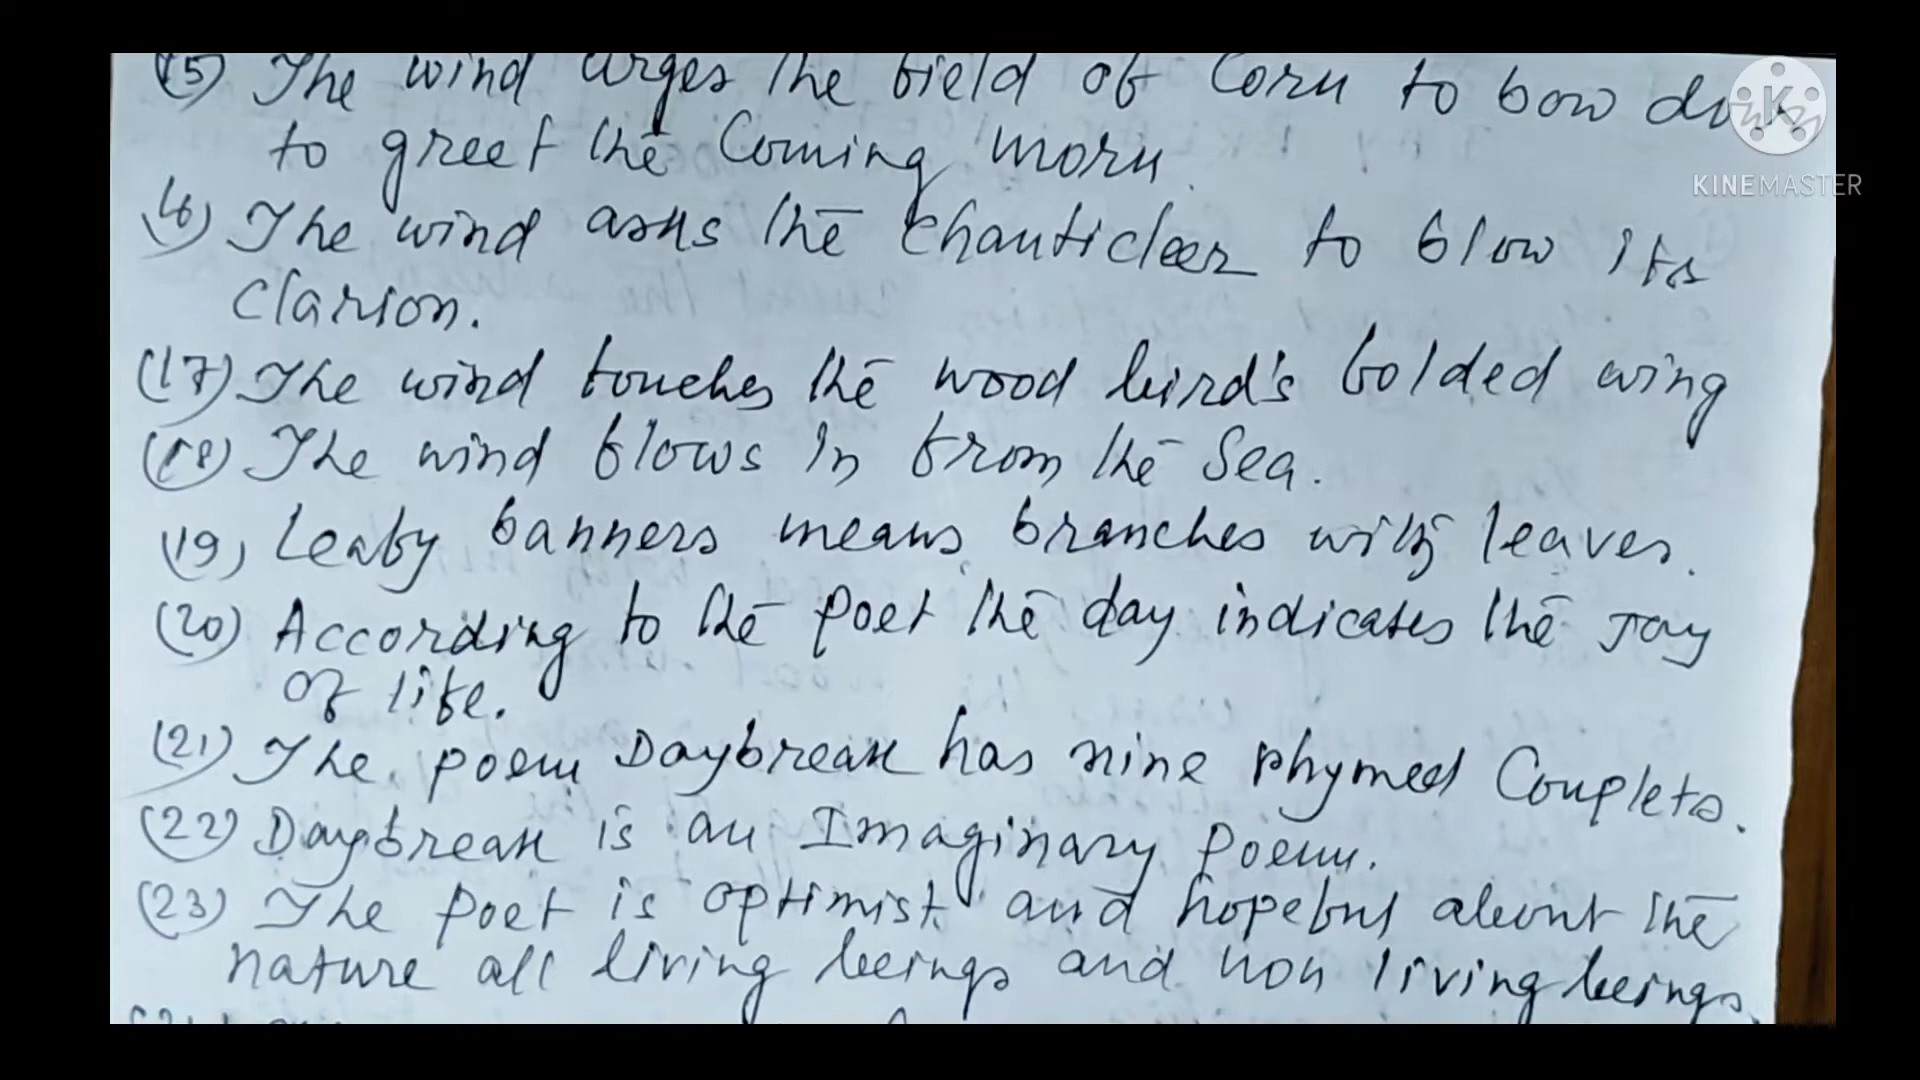 (15) The wind urges the field of corn to bow
to greet the Coming morn.
(16) The wind asks the Chanticleer to blow its
Clarion.
(17) The wind touches the wood bird's folded wing
(18) The wind blows in from the Sea.
(19) Leafy banners means branches with leaves.
(20) According to the poet the day indicates the
of life.
(21) The poem Daybreak has nine rhymed Couplets.
(22) Daybreak is an Imaginary Poem.
(23) The poet is optimist and hopeful about the
nature all living beings and non living beings.
KINEMASTER